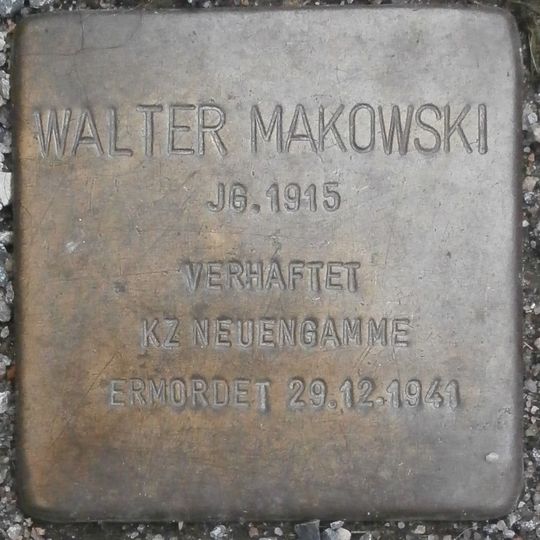 WALTER MAKOWSKI
JG. 1915
VERHAFTET
KZ NEUENGAMME
ERMORDET 29.12.1941